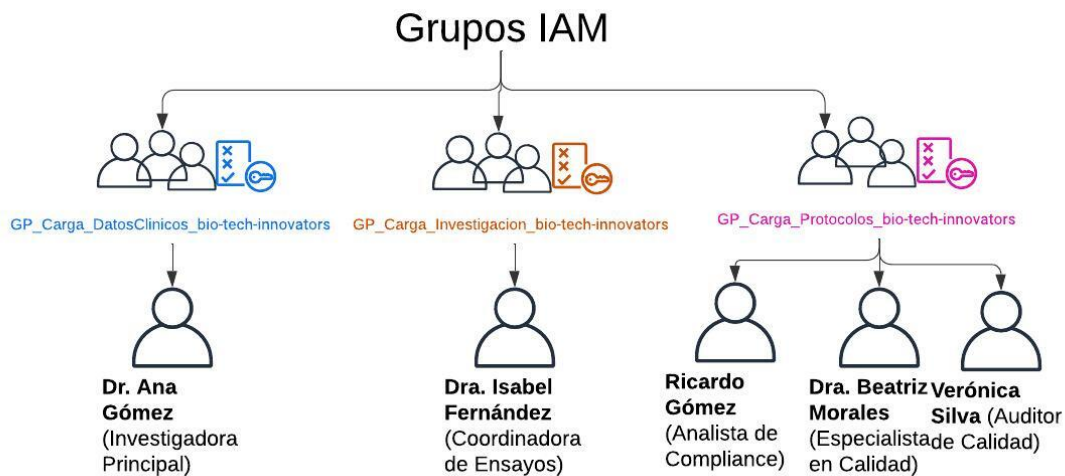 Grupos IAM
GP_Carga_DatosClinicos_bio-tech-innovators
GP_Carga_Investigacion_bio-tech-innovators
GP_Carga_Protocolos_bio-tech-innovators
Dr. Ana
Gómez
(Investigadora
Principal)
Dra. Isabel
Fernández
(Coordinadora
de Ensayos)
Ricardo
Gómez
(Analista de
Compliance)
Dra. Beatriz
Morales
(Especialista
en Calidad)
Verónica
Silva (Auditor
de Calidad)